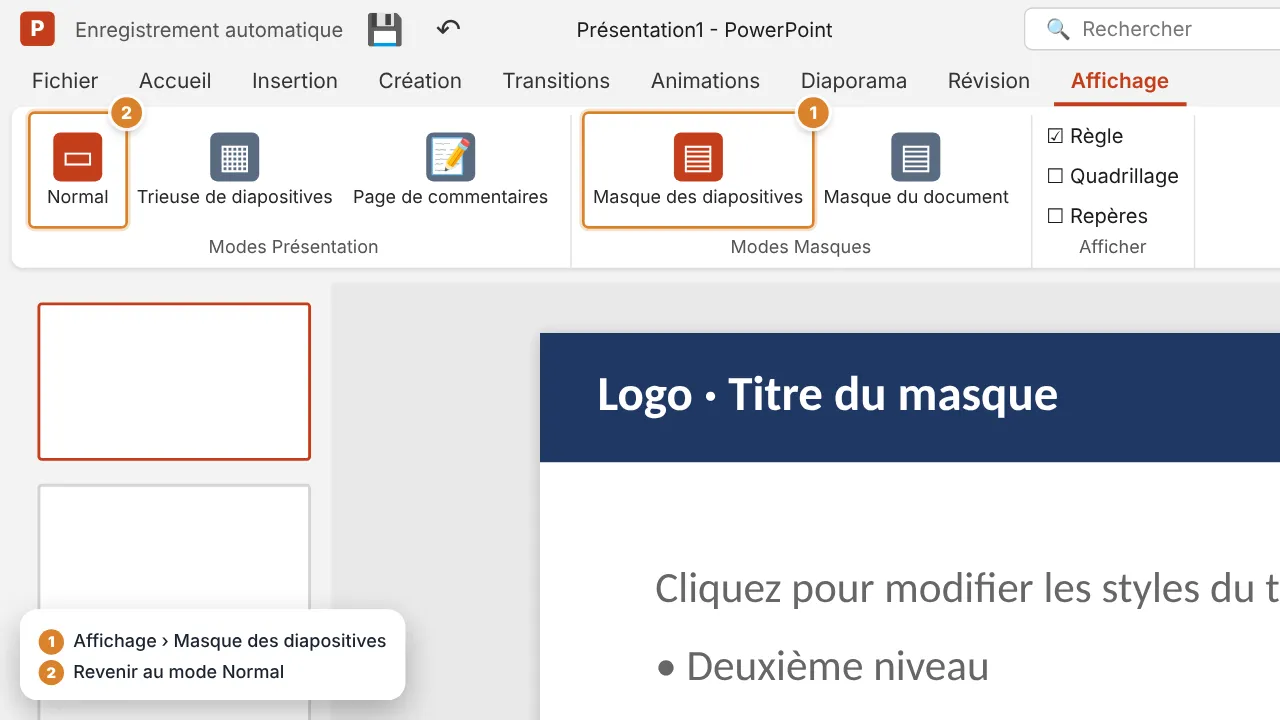 P Enregistrement automatique Présentation1 - PowerPoint Rechercher
Fichier Accueil Insertion Création Transitions Animations Diaporama Révision Affichage
2 1
Normal Trieuse de diapositives Page de commentaires Masque des diapositives Masque du document
Modes Présentation Modes Masques
☑ Règle
☐ Quadrillage
☐ Repères
Afficher
Logo · Titre du masque
Cliquez pour modifier les styles du t
• Deuxième niveau
1 Affichage › Masque des diapositives
2 Revenir au mode Normal